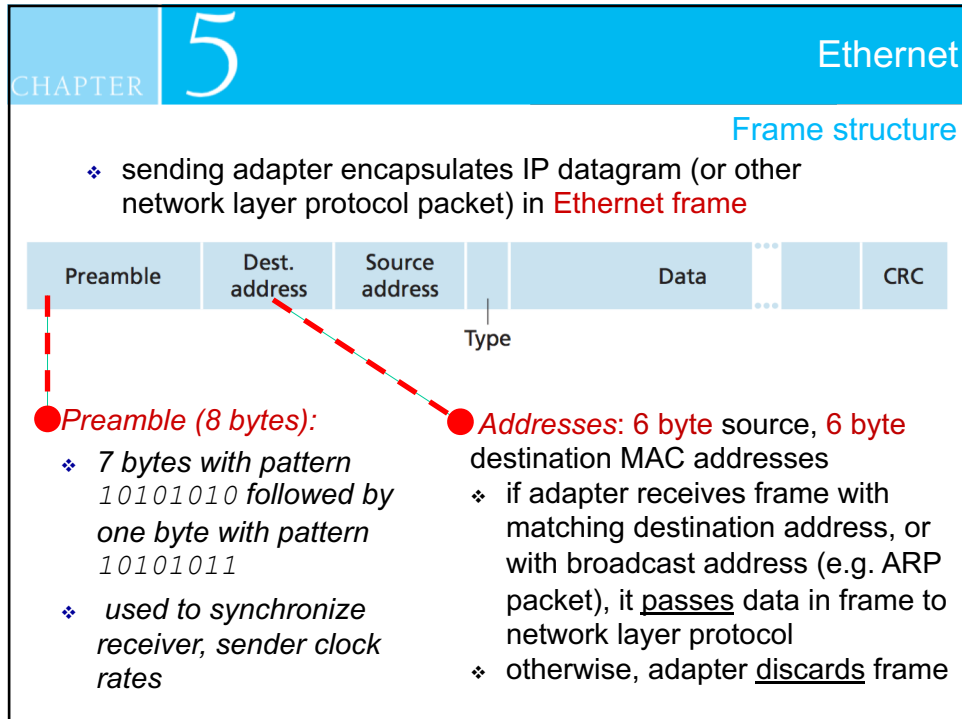 CHAPTER 5
Ethernet
Frame structure
❖ sending adapter encapsulates IP datagram (or other
network layer protocol packet) in Ethernet frame
Preamble
Dest.
address
Source
address
Data
CRC
Type
Preamble (8 bytes):
❖ 7 bytes with pattern
10101010 followed by
one byte with pattern
10101011
❖ used to synchronize
receiver, sender clock
rates
Addresses: 6 byte source, 6 byte
destination MAC addresses
❖ if adapter receives frame with
matching destination address, or
with broadcast address (e.g. ARP
packet), it passes data in frame to
network layer protocol
❖ otherwise, adapter discards frame